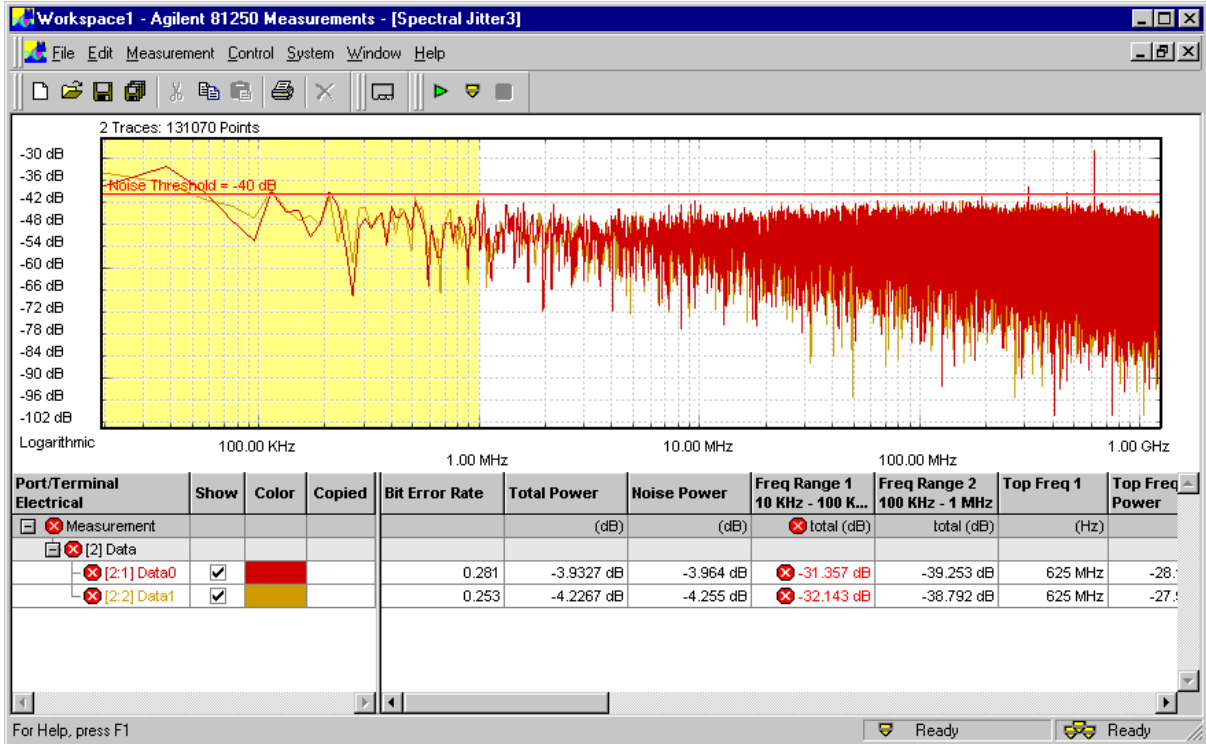 Workspace1 - Agilent 81250 Measurements - [Spectral Jitter3]
File Edit Measurement Control System Window Help
2 Traces: 131070 Points
-30 dB
-36 dB
Noise Threshold = -40 dB
-42 dB
-48 dB
-54 dB
-60 dB
-66 dB
-72 dB
-78 dB
-84 dB
-90 dB
-96 dB
-102 dB
Logarithmic
100.00 KHz
1.00 MHz
10.00 MHz
100.00 MHz
1.00 GHz
Port/Terminal Electrical Show Color Copied Bit Error Rate Total Power Noise Power Freq Range 1 10 KHz - 100 K... Freq Range 2 100 KHz - 1 MHz Top Freq 1 Top Freq Power
Measurement (dB) (dB) total (dB) total (dB) (Hz)
[2] Data
[2:1] Data0 0.281 -3.9327 dB -3.964 dB -31.357 dB -39.253 dB 625 MHz -28.
[2:2] Data1 0.253 -4.2267 dB -4.255 dB -32.143 dB -38.792 dB 625 MHz -27.
For Help, press F1 Ready Ready